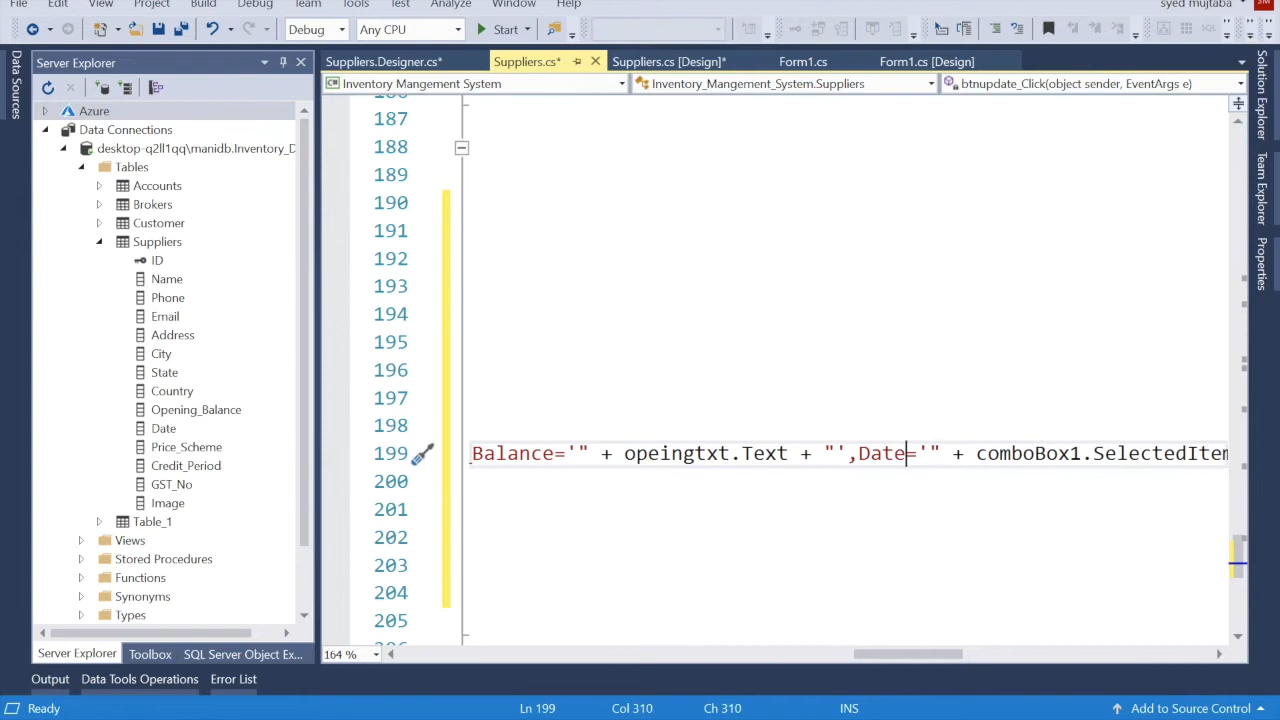 File Edit View Project Build Debug Team Tools Test Analyze Window Help syed mujtaba SM
Debug Any CPU Start
Data Sources
Server Explorer
Azure
Data Connections
desktop-q2ll1qq\manidb.Inventory_D
Tables
Accounts
Brokers
Customer
Suppliers
ID
Name
Phone
Email
Address
City
State
Country
Opening_Balance
Date
Price_Scheme
Credit_Period
GST_No
Image
Table_1
Views
Stored Procedures
Functions
Synonyms
Types
Server Explorer Toolbox SQL Server Object Ex...
Suppliers.Designer.cs* Suppliers.cs* Suppliers.cs [Design]* Form1.cs Form1.cs [Design]
Inventory Mangement System Inventory_Mangement_System.Suppliers btnupdate_Click(object sender, EventArgs e)
187
188
189
190
191
192
193
194
195
196
197
198
199 _Balance='" + opeingtxt.Text + "',Date='" + comboBox1.SelectedItem
200
201
202
203
204
205
164 %
Solution Explorer
Team Explorer
Properties
Output Data Tools Operations Error List
Ready Ln 199 Col 310 Ch 310 INS Add to Source Control